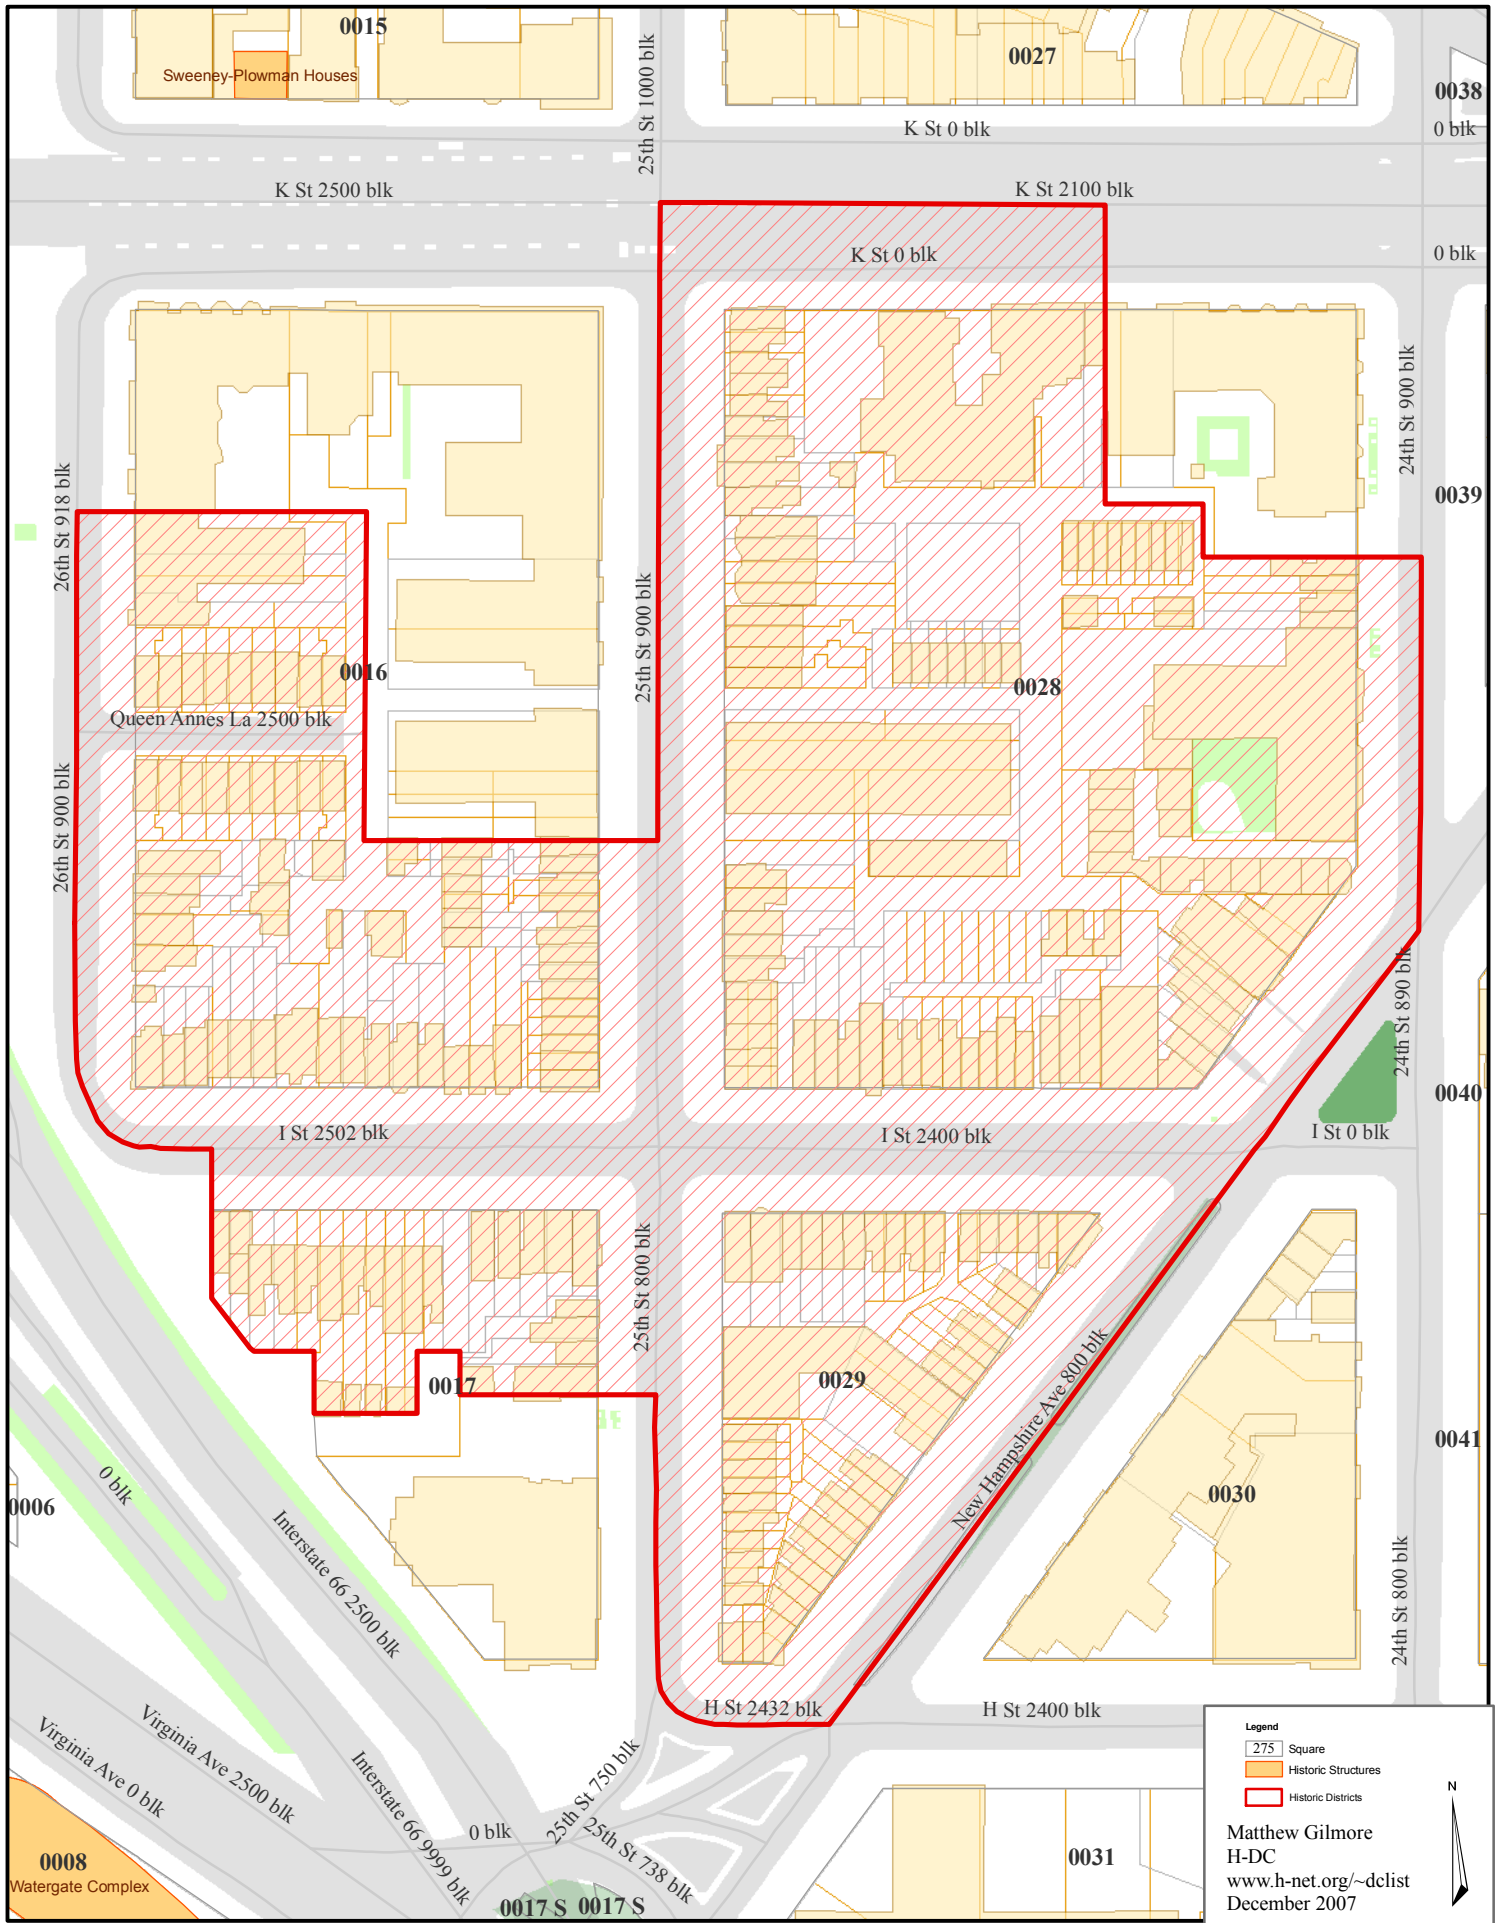 0015
Sweeney-Plowman Houses
25th St 1000 blk
0027
0038
K St 0 blk
0 blk
K St 2500 blk
K St 2100 blk
K St 0 blk
0 blk
24th St 900 blk
26th St 918 blk
0039
25th St 900 blk
0016
0028
Queen Annes La 2500 blk
26th St 900 blk
24th St 890 blk
0040
I St 2502 blk
I St 2400 blk
I St 0 blk
25th St 800 blk
0017
0029
New Hampshire Ave 800 blk
0041
0 blk
0006
0030
Interstate 66 2500 blk
24th St 800 blk
H St 2432 blk
H St 2400 blk
Virginia Ave 2500 blk
Virginia Ave 0 blk
Interstate 66 9999 blk
25th St 750 blk
0 blk
25th St 738 blk
0008
Watergate Complex
0017 S
0017 S
0031
Legend
275 Square
Historic Structures
Historic Districts
N
Matthew Gilmore
H-DC
www.h-net.org/~dclist
December 2007